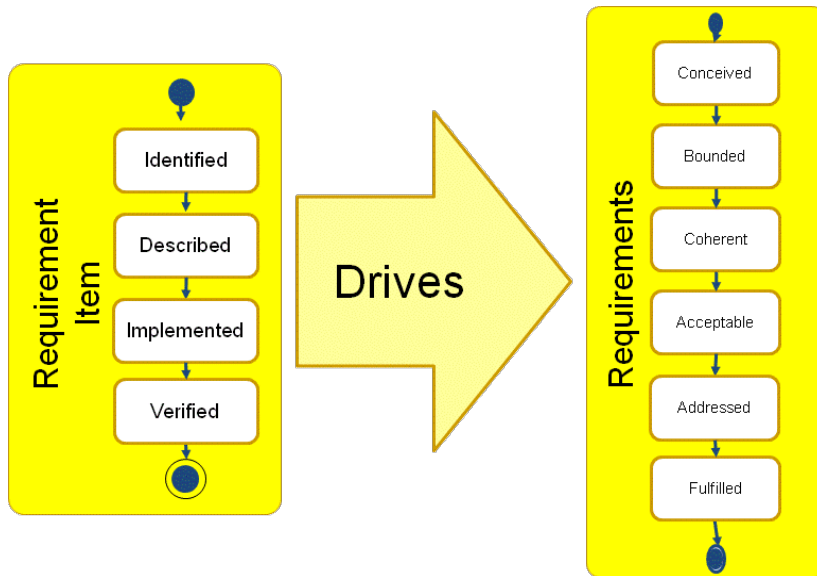 Requirement
Item
Identified
Described
Implemented
Verified
Drives
Requirements
Conceived
Bounded
Coherent
Acceptable
Addressed
Fulfilled